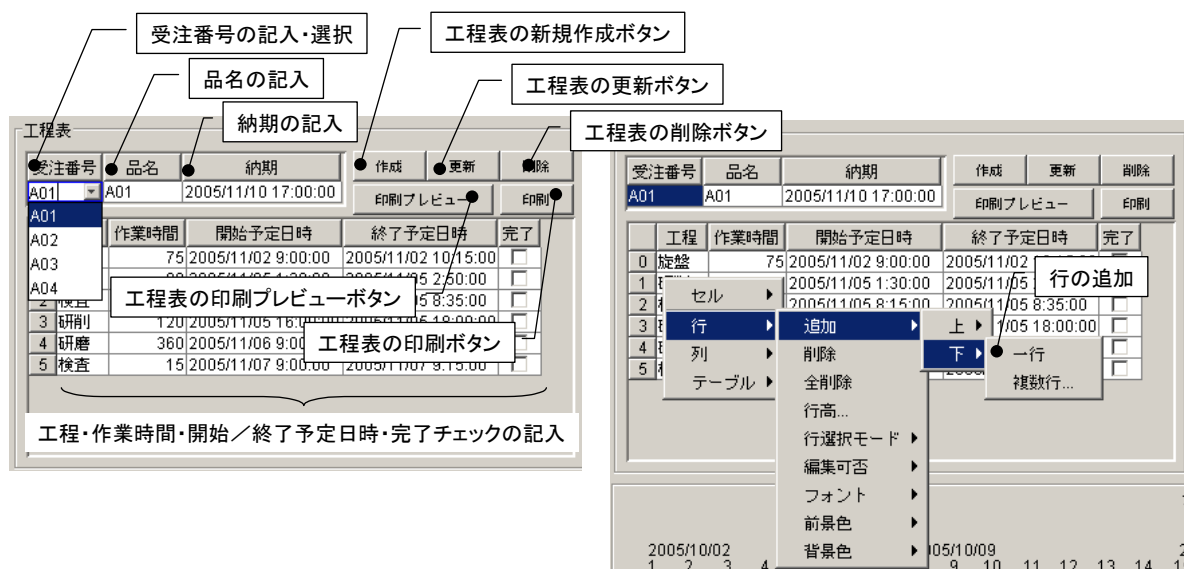 受注番号の記入・選択
工程表の新規作成ボタン
品名の記入
工程表の更新ボタン
納期の記入
工程表の削除ボタン
工程表
受注番号 品名 納期 作成 更新 削除
A01 A01 2005/11/10 17:00:00 印刷プレビュー 印刷
A01
A02
A03
A04
作業時間 開始予定日時 終了予定日時 完了
75 2005/11/02 9:00:00 2005/11/02 10:15:00
2 検査
3 研削 120 2005/11/05 16:00:00 2005/11/05 18:00:00
4 研磨 360 2005/11/06 9:00
5 検査 15 2005/11/07 9:00:00 2005/11/07 9:15:00
工程表の印刷プレビューボタン
工程表の印刷ボタン
工程・作業時間・開始／終了予定日時・完了チェックの記入
受注番号 品名 納期 作成 更新 削除
A01 A01 2005/11/10 17:00:00 印刷プレビュー 印刷
工程 作業時間 開始予定日時 終了予定日時 完了
0 旋盤 75 2005/11/02 9:00:00 2005/11/02
1 2005/11/05 1:30:00 2005/11/05
2 2005/11/05 8:15:00 2005/11/05 8:35:00
3 1/05 18:00:00
4
5
行の追加
セル
行
列
テーブル
追加
削除
全削除
行高...
行選択モード
編集可否
フォント
前景色
背景色
上
下
一行
複数行...
2005/10/02 005/10/09
1 2 3 4 9 10 11 12 13 14